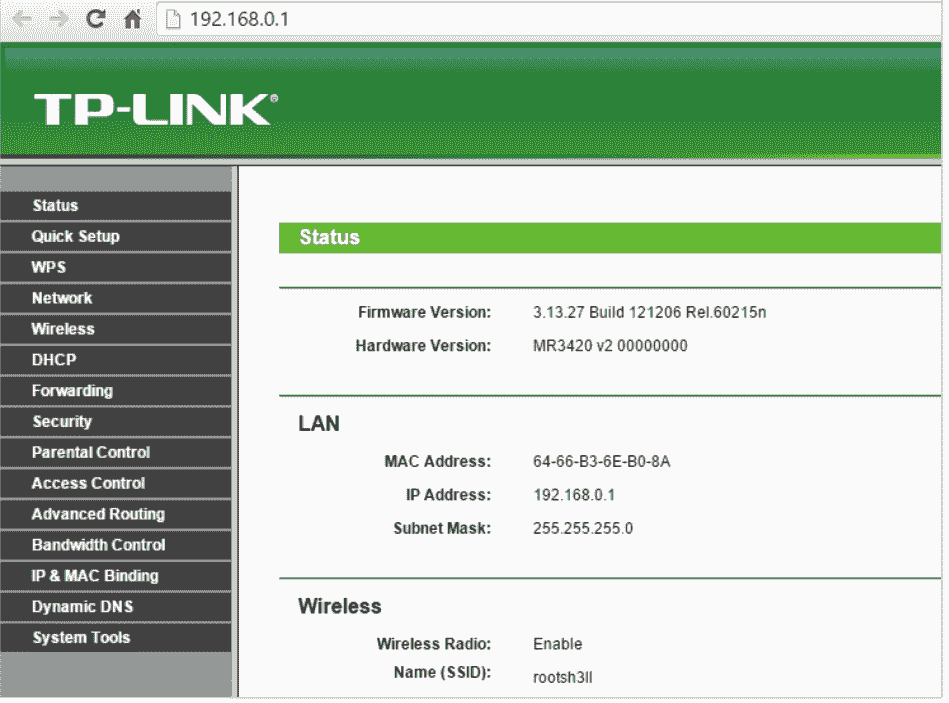 192.168.0.1
TP-LINK®
Status
Quick Setup
WPS
Network
Wireless
DHCP
Forwarding
Security
Parental Control
Access Control
Advanced Routing
Bandwidth Control
IP & MAC Binding
Dynamic DNS
System Tools
Status
Firmware Version: 3.13.27 Build 121206 Rel.60215n
Hardware Version: MR3420 v2 00000000
LAN
MAC Address: 64-66-B3-6E-B0-8A
IP Address: 192.168.0.1
Subnet Mask: 255.255.255.0
Wireless
Wireless Radio: Enable
Name (SSID): rootsh3ll